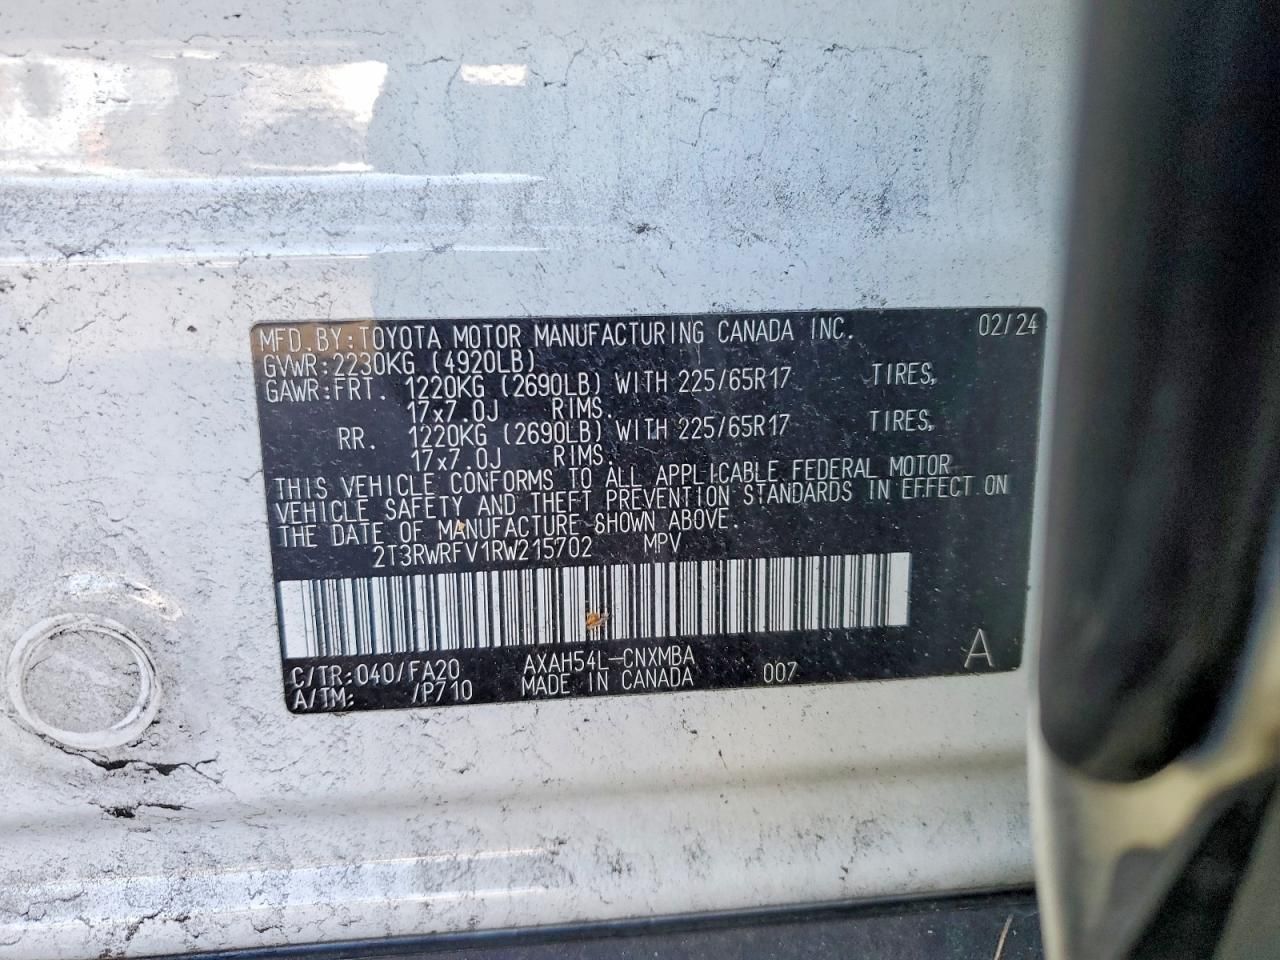 MFD. BY: TOYOTA MOTOR MANUFACTURING CANADA INC. 02/24
GVWR: 2230KG (4920LB)
GAWR: FRT. 1220KG (2690LB) WITH 225/65R17 TIRES,
17x7.0J RIMS.
RR. 1220KG (2690LB) WITH 225/65R17 TIRES,
17x7.0J RIMS.
THIS VEHICLE CONFORMS TO ALL APPLICABLE FEDERAL MOTOR
VEHICLE SAFETY AND THEFT PREVENTION STANDARDS IN EFFECT ON
THE DATE OF MANUFACTURE SHOWN ABOVE.
2T3RWRFV1RW215702 MPV
C/TR: 040/FA20 AXAH54L-CNXMBA
A/TM: /P710 MADE IN CANADA 007 A